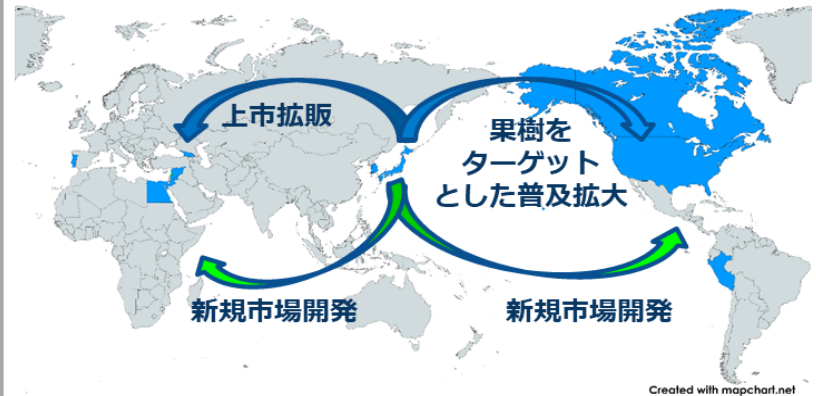 上市拡販
果樹を
ターゲット
とした普及拡大
新規市場開発
新規市場開発
Created with mapchart.net